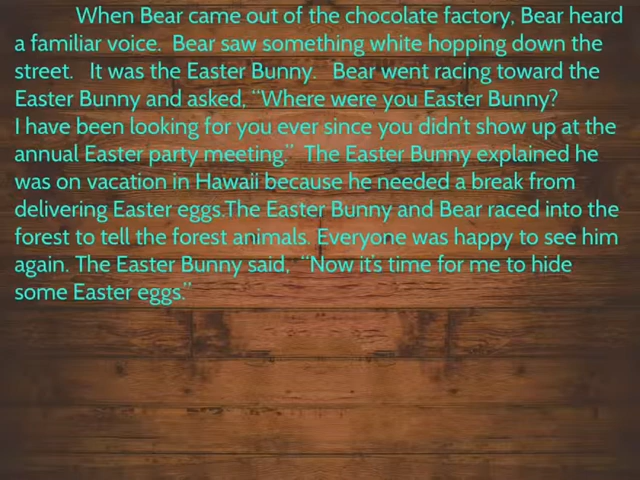 When Bear came out of the chocolate factory, Bear heard
a familiar voice.  Bear saw something white hopping down the
street.   It was the Easter Bunny.   Bear went racing toward the
Easter Bunny and asked, “Where were you Easter Bunny?
I have been looking for you ever since you didn’t show up at the
annual Easter party meeting.”  The Easter Bunny explained he
was on vacation in Hawaii because he needed a break from
delivering Easter eggs.The Easter Bunny and Bear raced into the
forest to tell the forest animals. Everyone was happy to see him
again. The Easter Bunny said,  “Now it’s time for me to hide
some Easter eggs.”